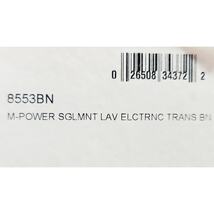 0 26508 34372 2
8553BN
M-POWER SGLMNT LAV ELCTRNC TRANS BN